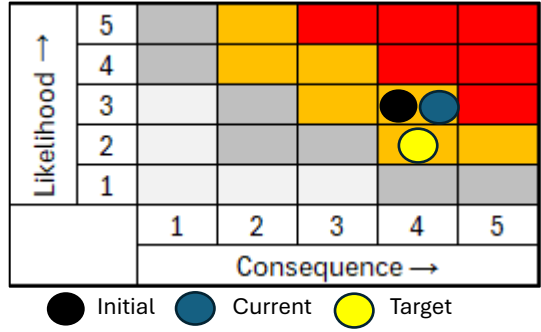 Likelihood →
5
4
3
2
1
1 2 3 4 5
Consequence →
Initial Current Target